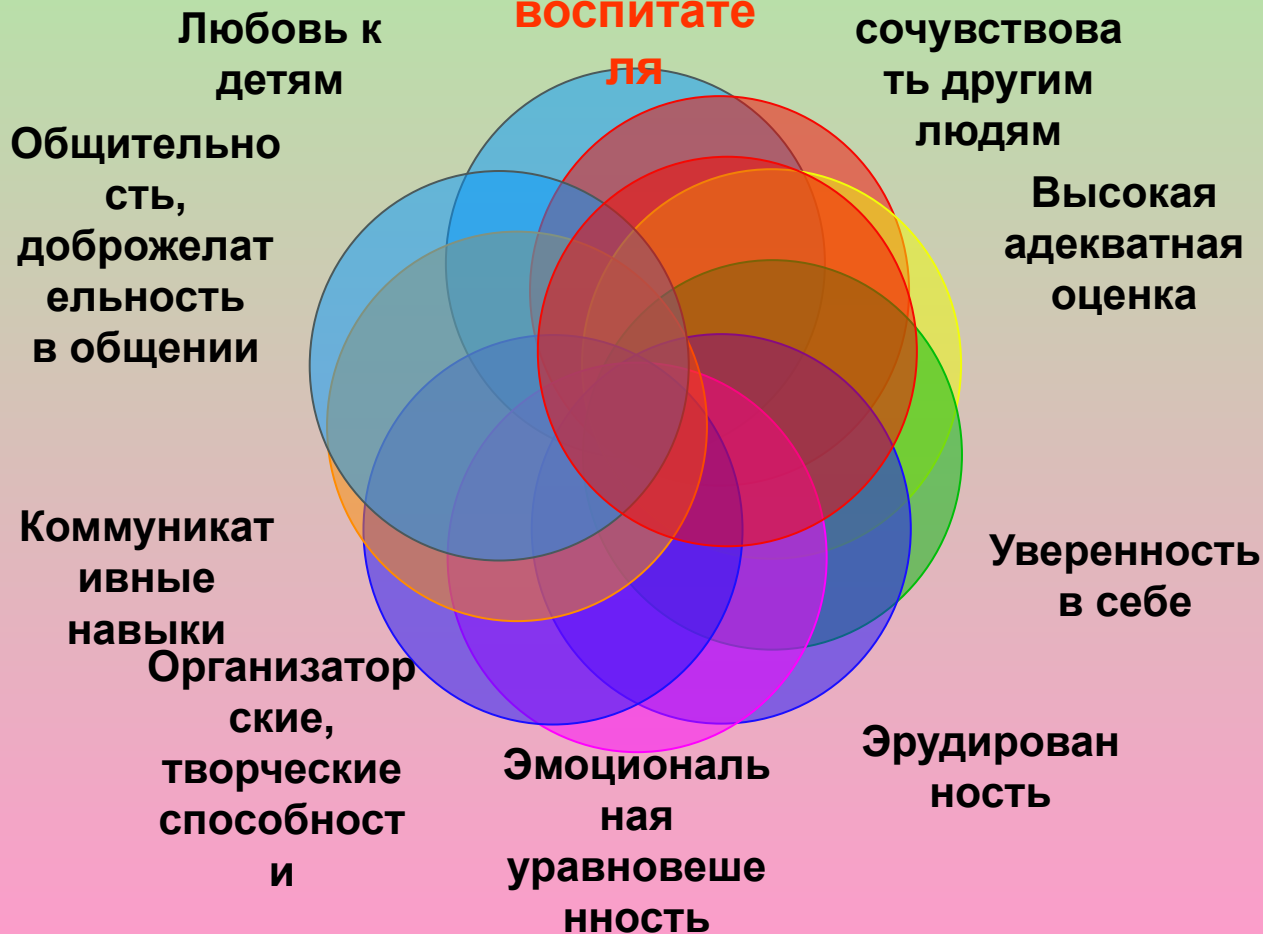 воспитате
ля
Любовь к
детям
сочувствова
ть другим
людям
Общительно
сть,
доброжелат
ельность
в общении
Высокая
адекватная
оценка
Коммуникат
ивные
навыки
Уверенность
в себе
Организатор
ские,
творческие
способност
и
Эмоциональ
ная
уравновеше
нность
Эрудирован
ность